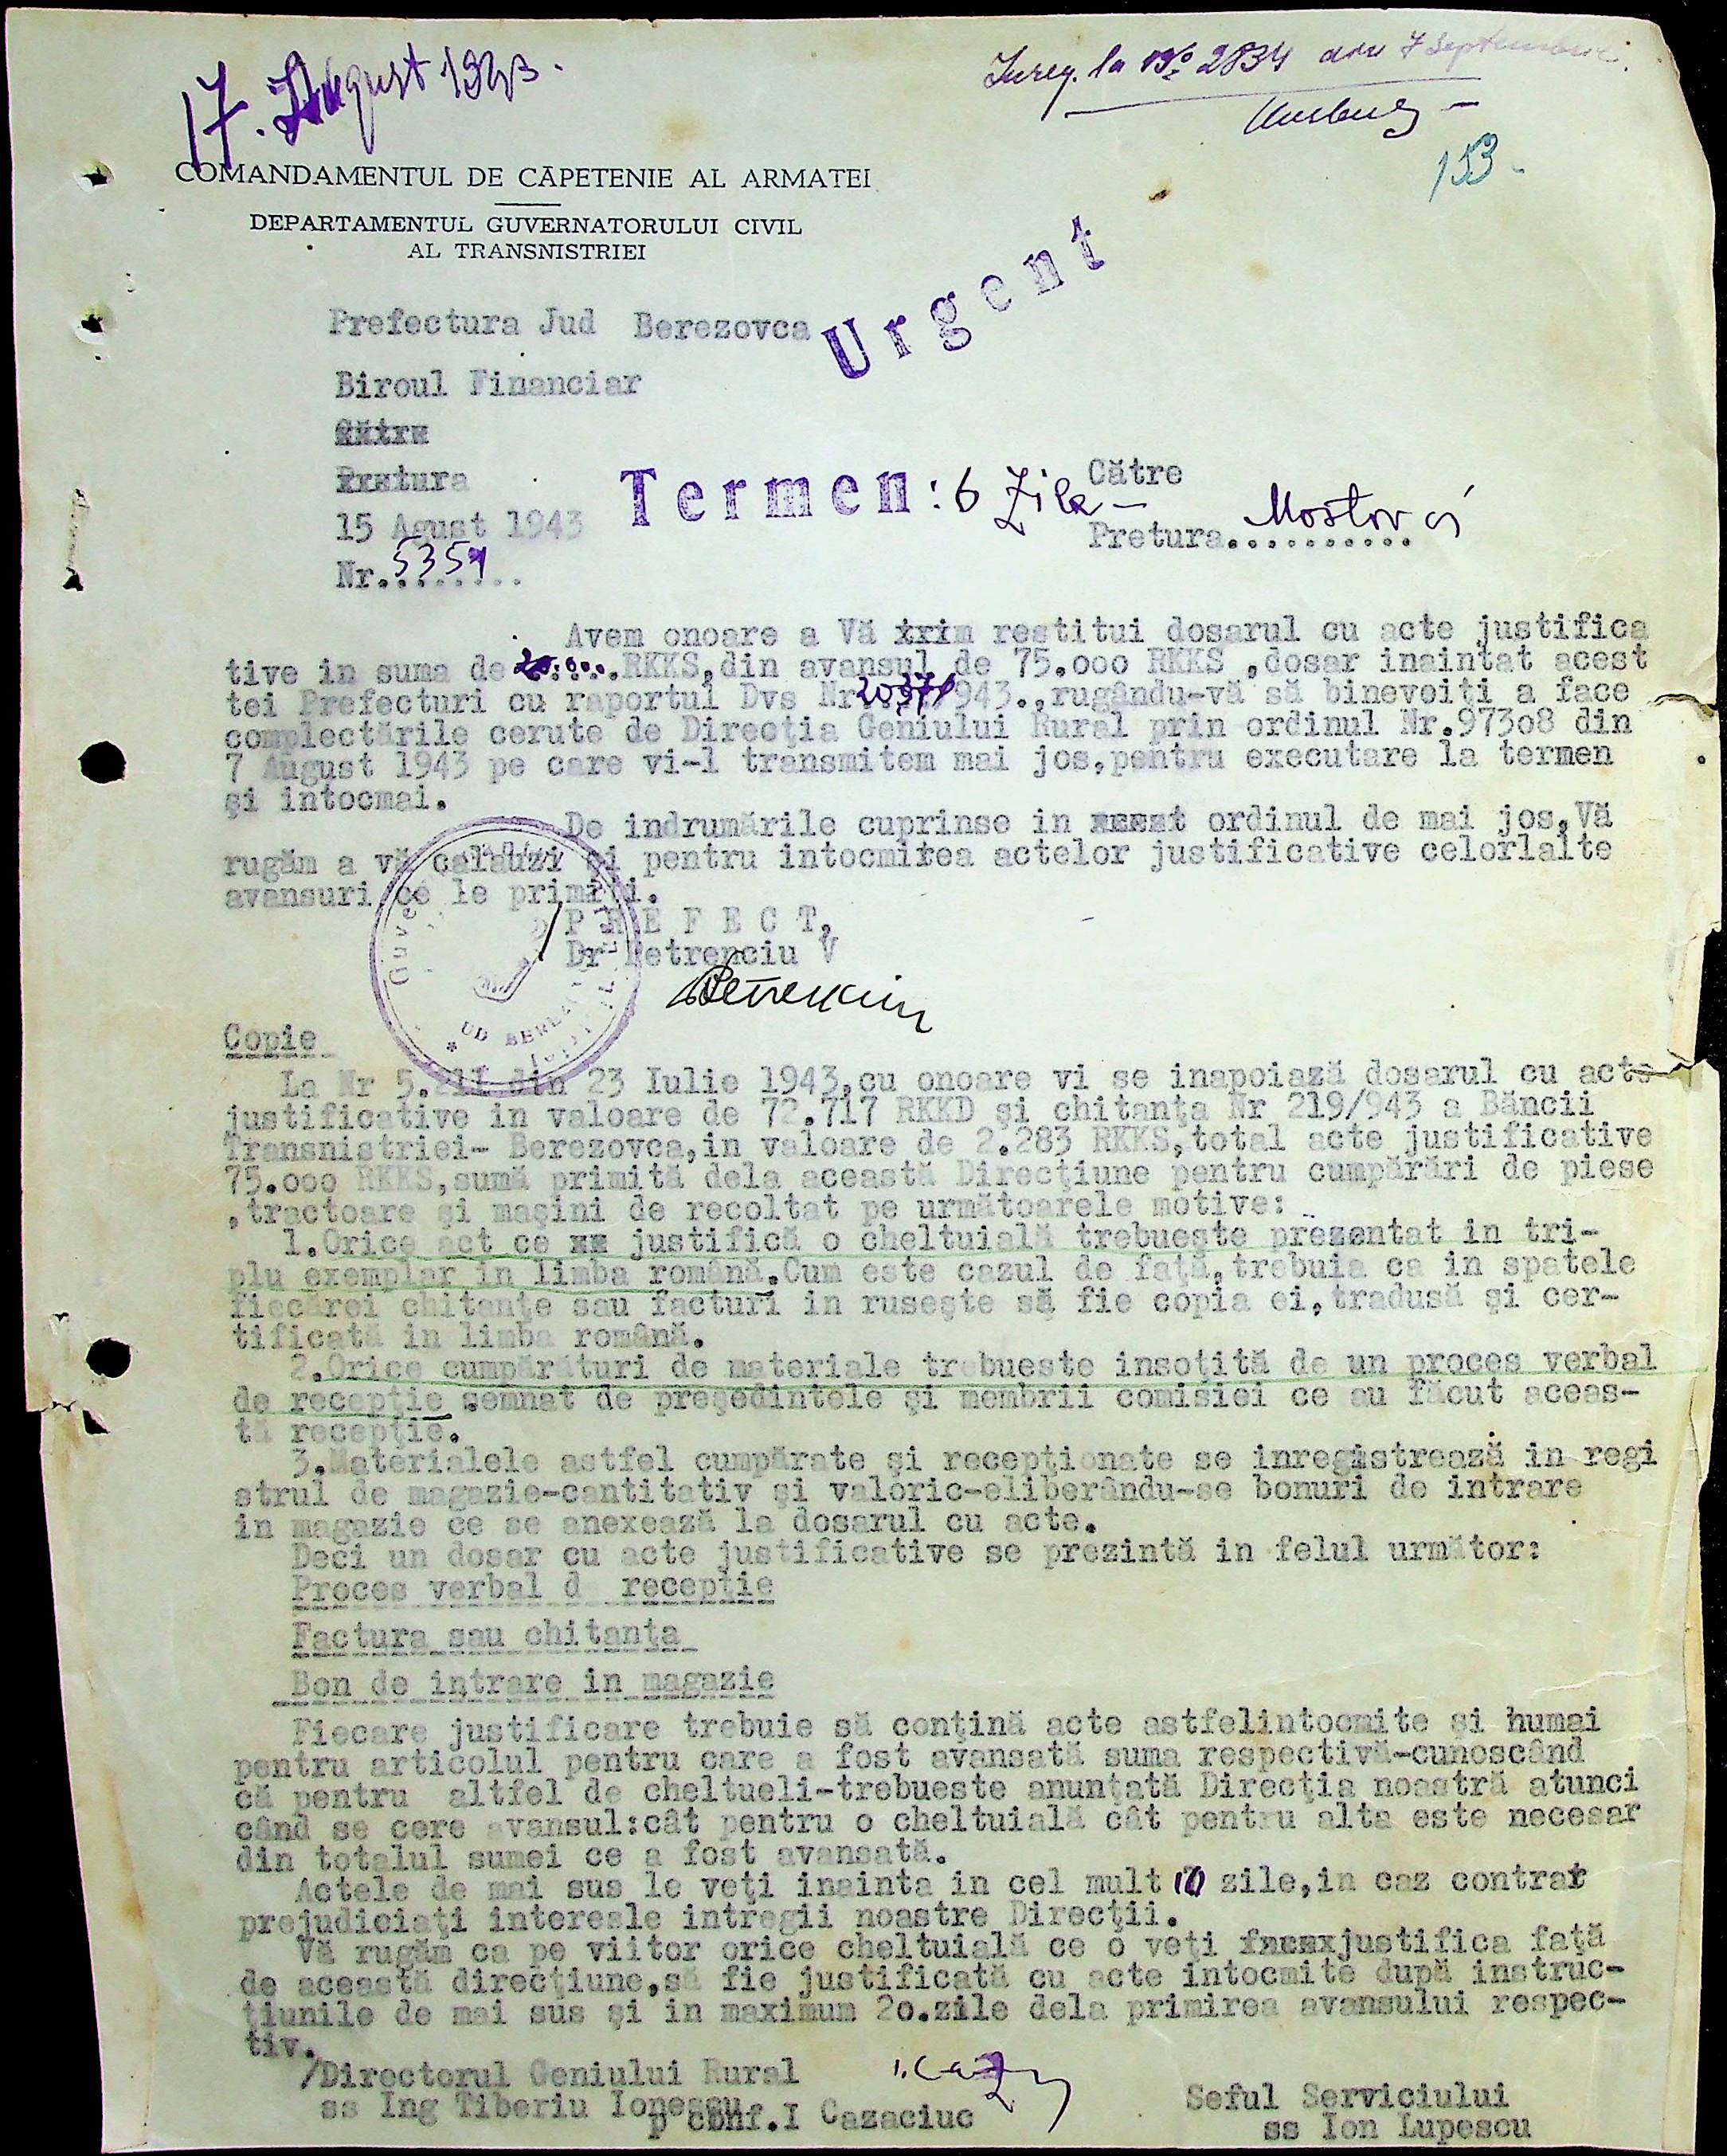 17. August 1943.
Inreg. la No 2834 din 7 Septembrie.
153.
COMANDAMENTUL DE CĂPETENIE AL ARMATEI
DEPARTAMENTUL GUVERNATORULUI CIVIL
AL TRANSNISTRIEI
Urgent
Prefectura Jud Berezovca
Biroul Financiar
Către
Pretura
Termen: 6 Zile-
Către
15 Agust 1943
Pretura.......... Mostovoi
Nr. 5359
Avem onoare a Vă trim restitui dosarul cu acte justifica
tive in suma de RKKS,din avansul de 75.ooo RKKS ,dosar inaintat acest
tei Prefecturi cu raportul Dvs Nr 943.,rugându-vă să binevoiţi a face
complectările cerute de Direcţia Geniului Rural prin ordinul Nr.973o8 din
7 August 1943 pe care vi-l transmitem mai jos,pentru executare la termen
şi intocmai.
De indrumările cuprinse in ordinul de mai jos,Vă
rugăm a vă calauzi şi pentru intocmirea actelor justificative celorlalte
avansuri ce le primiţi.
/P R E F E C T,
Dr Petrenciu V
Petrenciu
Guver
UD BEREZ
Copie
La Nr 5.211 din 23 Iulie 1943,cu onoare vi se inapoiază dosarul cu acte
justificative in valoare de 72.717 RKKD şi chitanţa Nr 219/943 a Băncii
Transnistriei- Berezovca,in valoare de 2.283 RKKS,total acte justificative
75.ooo RKKS,sumă primită dela această Direcţiune pentru cumpărări de piese
,tractoare şi maşini de recoltat pe următoarele motive:
1.Orice act ce justifică o cheltuială trebueşte prezentat in tri-
plu exemplar in limba română.Cum este cazul de faţă,trebuia ca in spatele
fiecărei chitanţe sau facturi in ruseşte să fie copia ei,tradusă şi cer-
tificată in limba română.
2.Orice cumpărături de materiale trebueste insoţită de un proces verbal
de recepţie semnat de preşedintele şi membrii comisiei ce au făcut aceas-
tă recepţie.
3.Materialele astfel cumpărate şi recepţionate se inregistrează in regi
strul de magazie-cantitativ şi valoric-eliberându-se bonuri de intrare
in magazie ce se anexează la dosarul cu acte.
Deci un dosar cu acte justificative se prezintă in felul următor:
Proces verbal d recepţie
Factura sau chitanţa
Bon de intrare in magazie
Fiecare justificare trebuie să conţină acte astfelintocmite şi numai
pentru articolul pentru care a fost avansată suma respectivă-cunoscând
că pentru altfel de cheltueli-trebueste anunţată Direcţia noastră atunci
când se cere avansul:cât pentru o cheltuială cât pentru alta este necesar
din totalul sumei ce a fost avansată.
Actele de mai sus le veţi inainta in cel mult 10 zile,in caz contrar
prejudiciaţi interesle intregii noastre Direcţii.
Vă rugăm ca pe viitor orice cheltuială ce o veţi justifica faţă
de această direcţiune,să fie justificată cu acte intocmite după instruc-
ţiunile de mai sus şi in maximum 2o.zile dela primirea avansului respec-
tiv.
/Directorul Geniului Rural
ss Ing Tiberiu Ionescu
p conf.I Cazaciuc
Seful Serviciului
ss Ion Lupescu